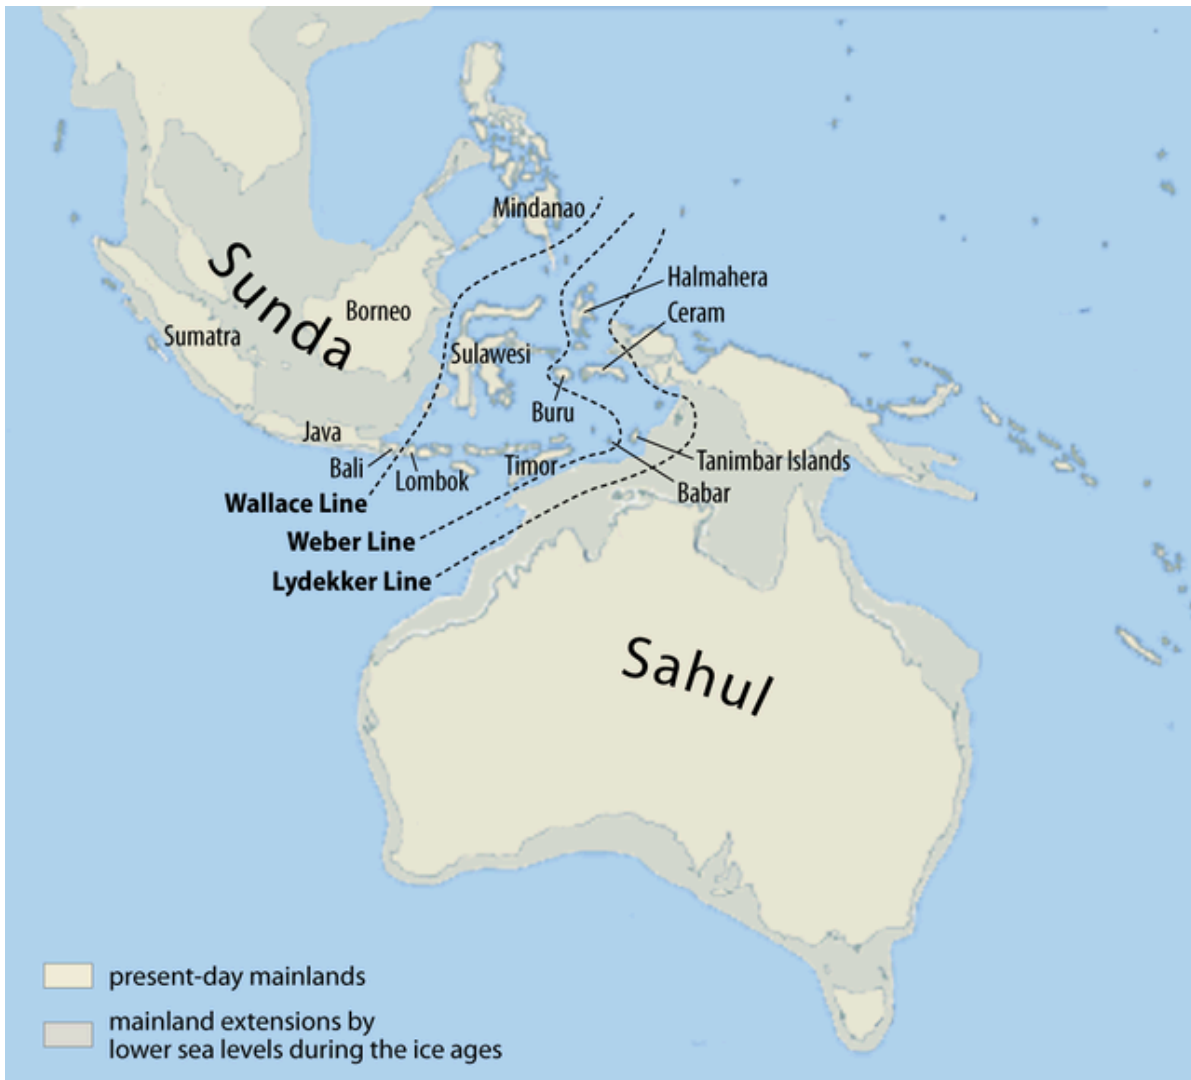 Mindanao
Halmahera
Ceram
Sunda
Borneo
Sumatra
Sulawesi
Buru
Java
Bali
Lombok
Timor
Tanimbar Islands
Babar
Wallace Line
Weber Line
Lydekker Line
Sahul
present-day mainlands
mainland extensions by
lower sea levels during the ice ages